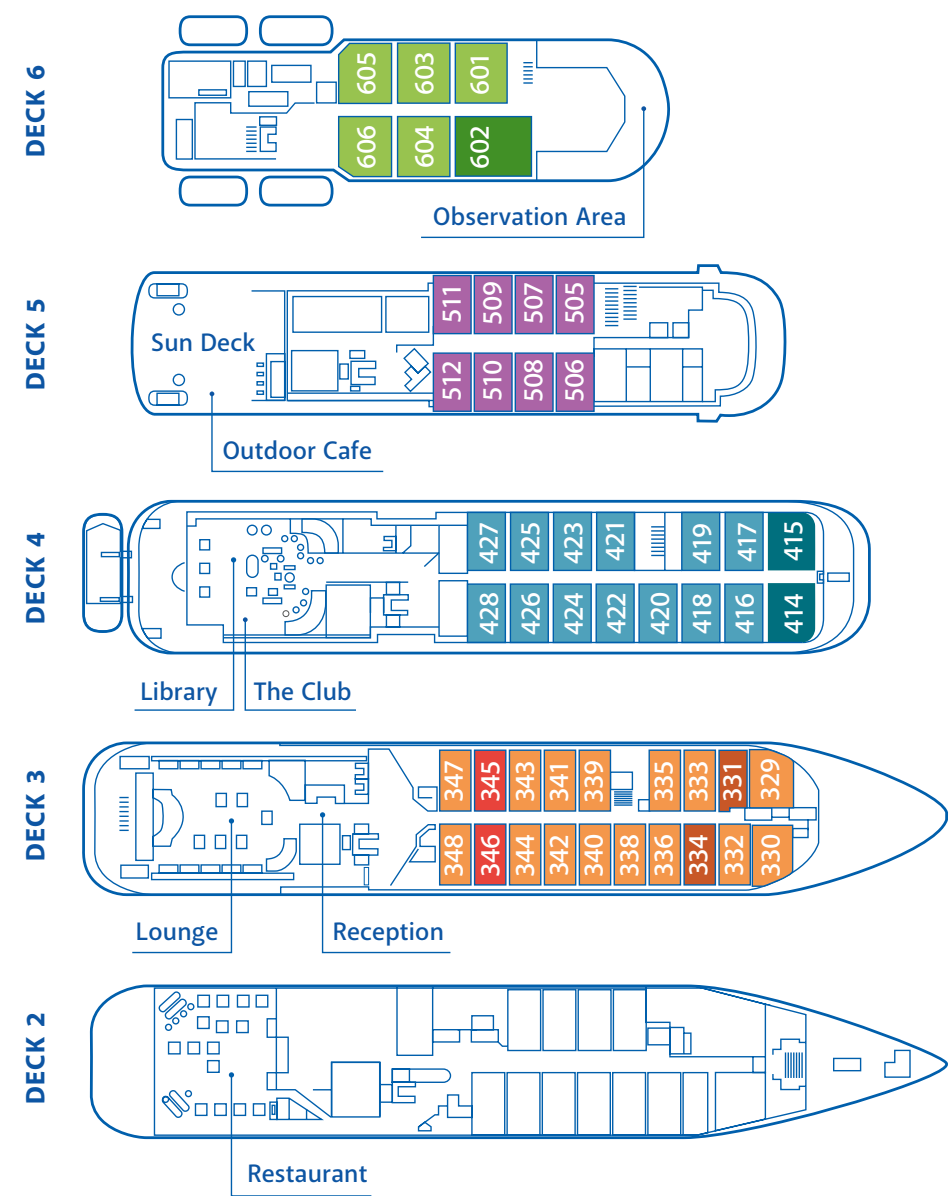 DECK 6
605 603 601
606 604 602
Observation Area
DECK 5
511 509 507 505
Sun Deck
512 510 508 506
Outdoor Cafe
DECK 4
427 425 423 421 419 417 415
428 426 424 422 420 418 416 414
Library The Club
DECK 3
347 345 343 341 339 335 333 331 329
348 346 344 342 340 338 336 334 332 330
Lounge Reception
DECK 2
Restaurant